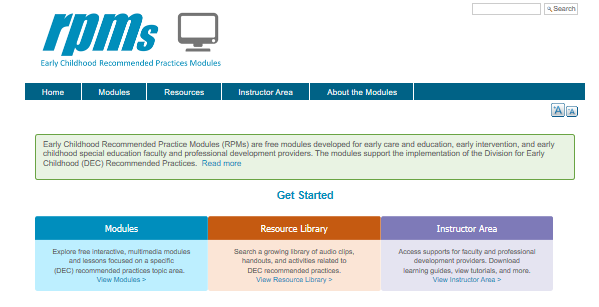 rpms
Search
Early Childhood Recommended Practices Modules
Home Modules Resources Instructor Area About the Modules
A A
Early Childhood Recommended Practice Modules (RPMs) are free modules developed for early care and education, early intervention, and early
childhood special education faculty and professional development providers. The modules support the implementation of the Division for Early
Childhood (DEC) Recommended Practices. Read more
Get Started
Modules
Explore free interactive, multimedia modules
and lessons focused on a specific
(DEC) recommended practices topic area.
View Modules >
Resource Library
Search a growing library of audio clips,
handouts, and activities related to
DEC recommended practices.
View Resource Library >
Instructor Area
Access supports for faculty and professional
development providers. Download
learning guides, view tutorials, and more.
View Instructor Area >